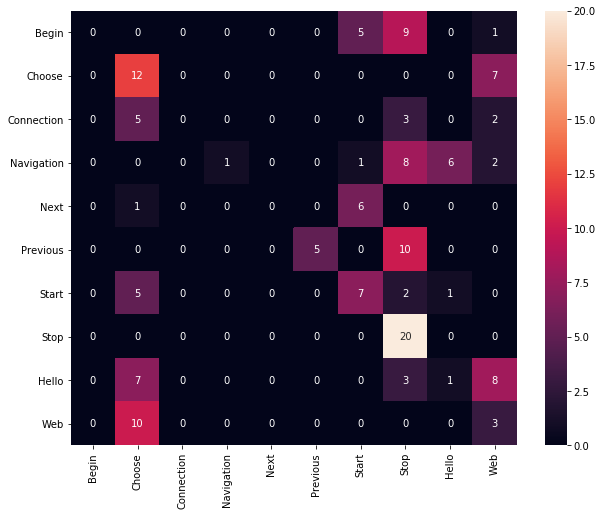 Begin 0 0 0 0 0 0 5 9 0 1
Choose 0 12 0 0 0 0 0 0 0 7
Connection 0 5 0 0 0 0 0 3 0 2
Navigation 0 0 0 1 0 0 1 8 6 2
Next 0 1 0 0 0 0 6 0 0 0
Previous 0 0 0 0 0 5 0 10 0 0
Start 0 5 0 0 0 0 7 2 1 0
Stop 0 0 0 0 0 0 0 20 0 0
Hello 0 7 0 0 0 0 0 3 1 8
Web 0 10 0 0 0 0 0 0 0 3
Begin Choose Connection Navigation Next Previous Start Stop Hello Web
20.0
17.5
15.0
12.5
10.0
7.5
5.0
2.5
0.0